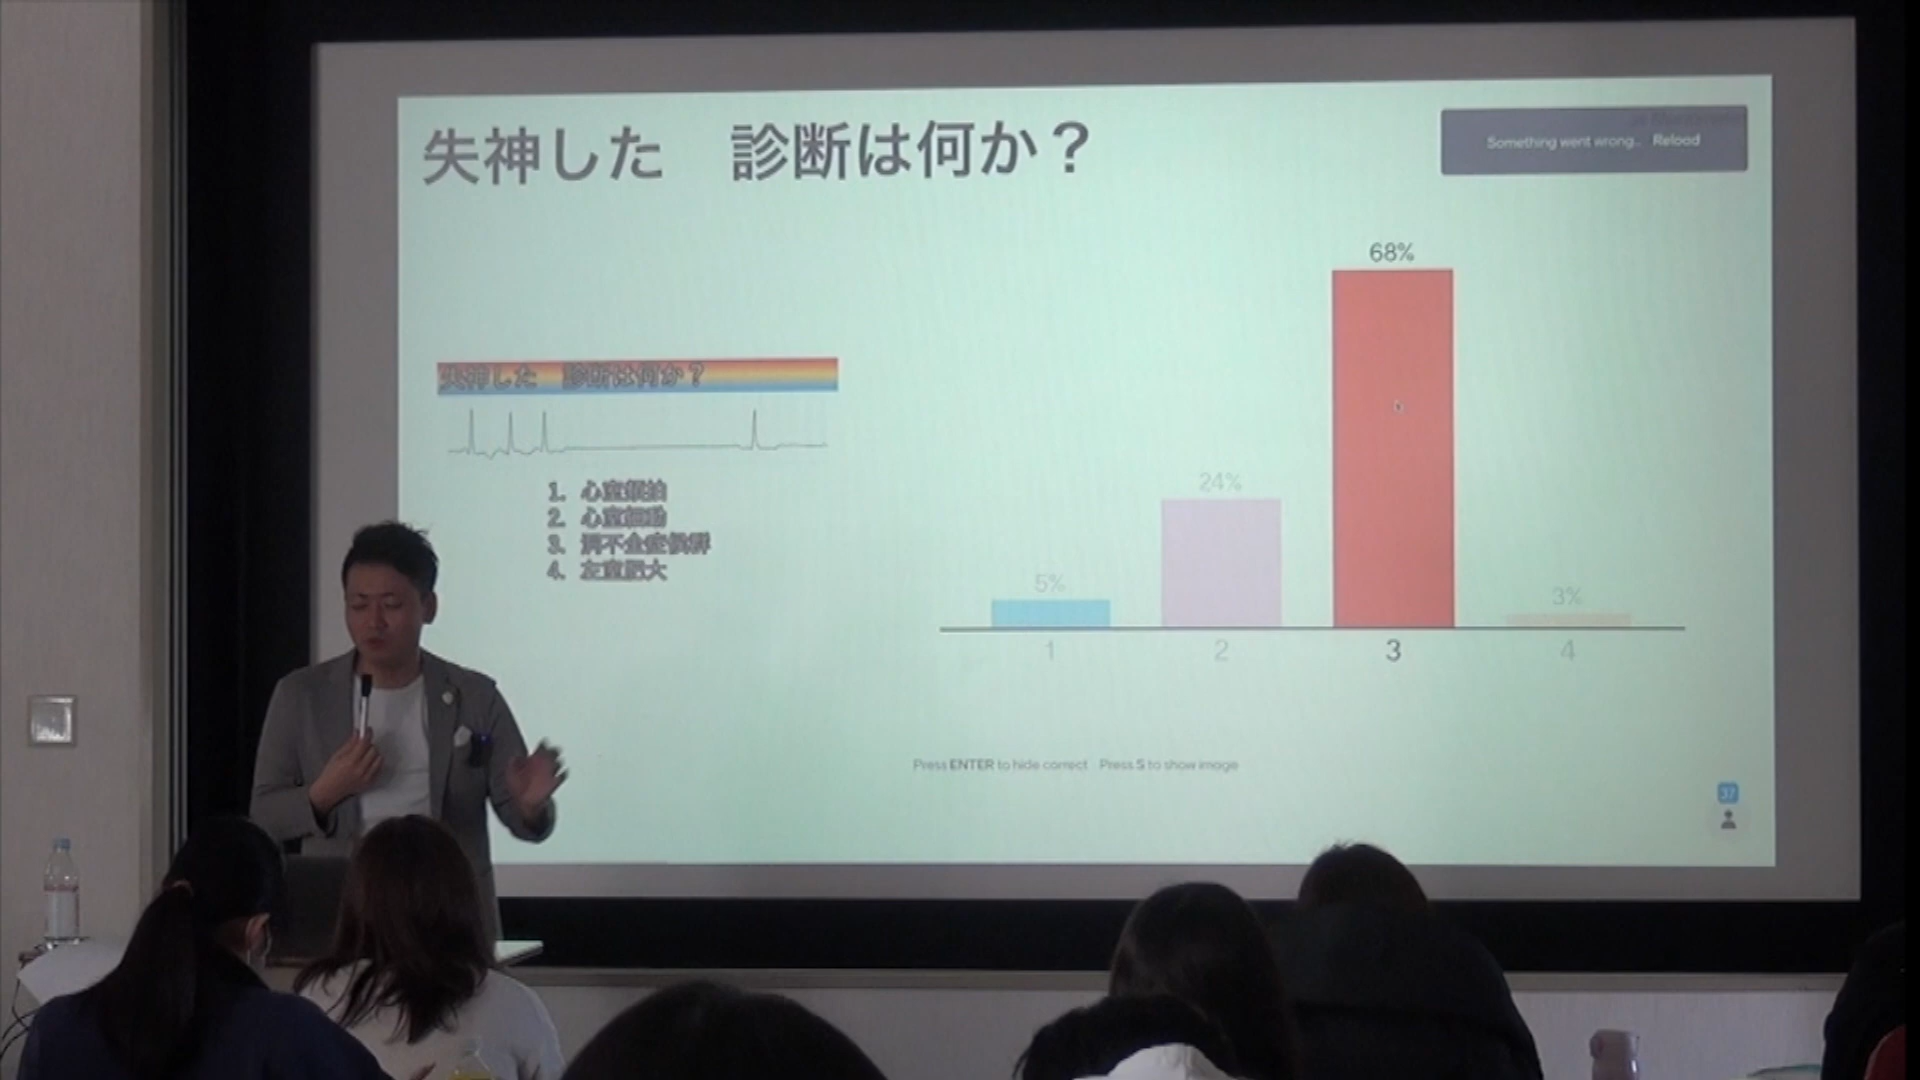 失神した 診断は何か？
Something went wrong.. Reload
失神した 診断は何か？
1. 心室頻拍
2. 心室細動
3. 洞不全症候群
4. 左室肥大
68%
24%
5%
3%
1 2 3 4
Press ENTER to hide correct Press S to show image
37